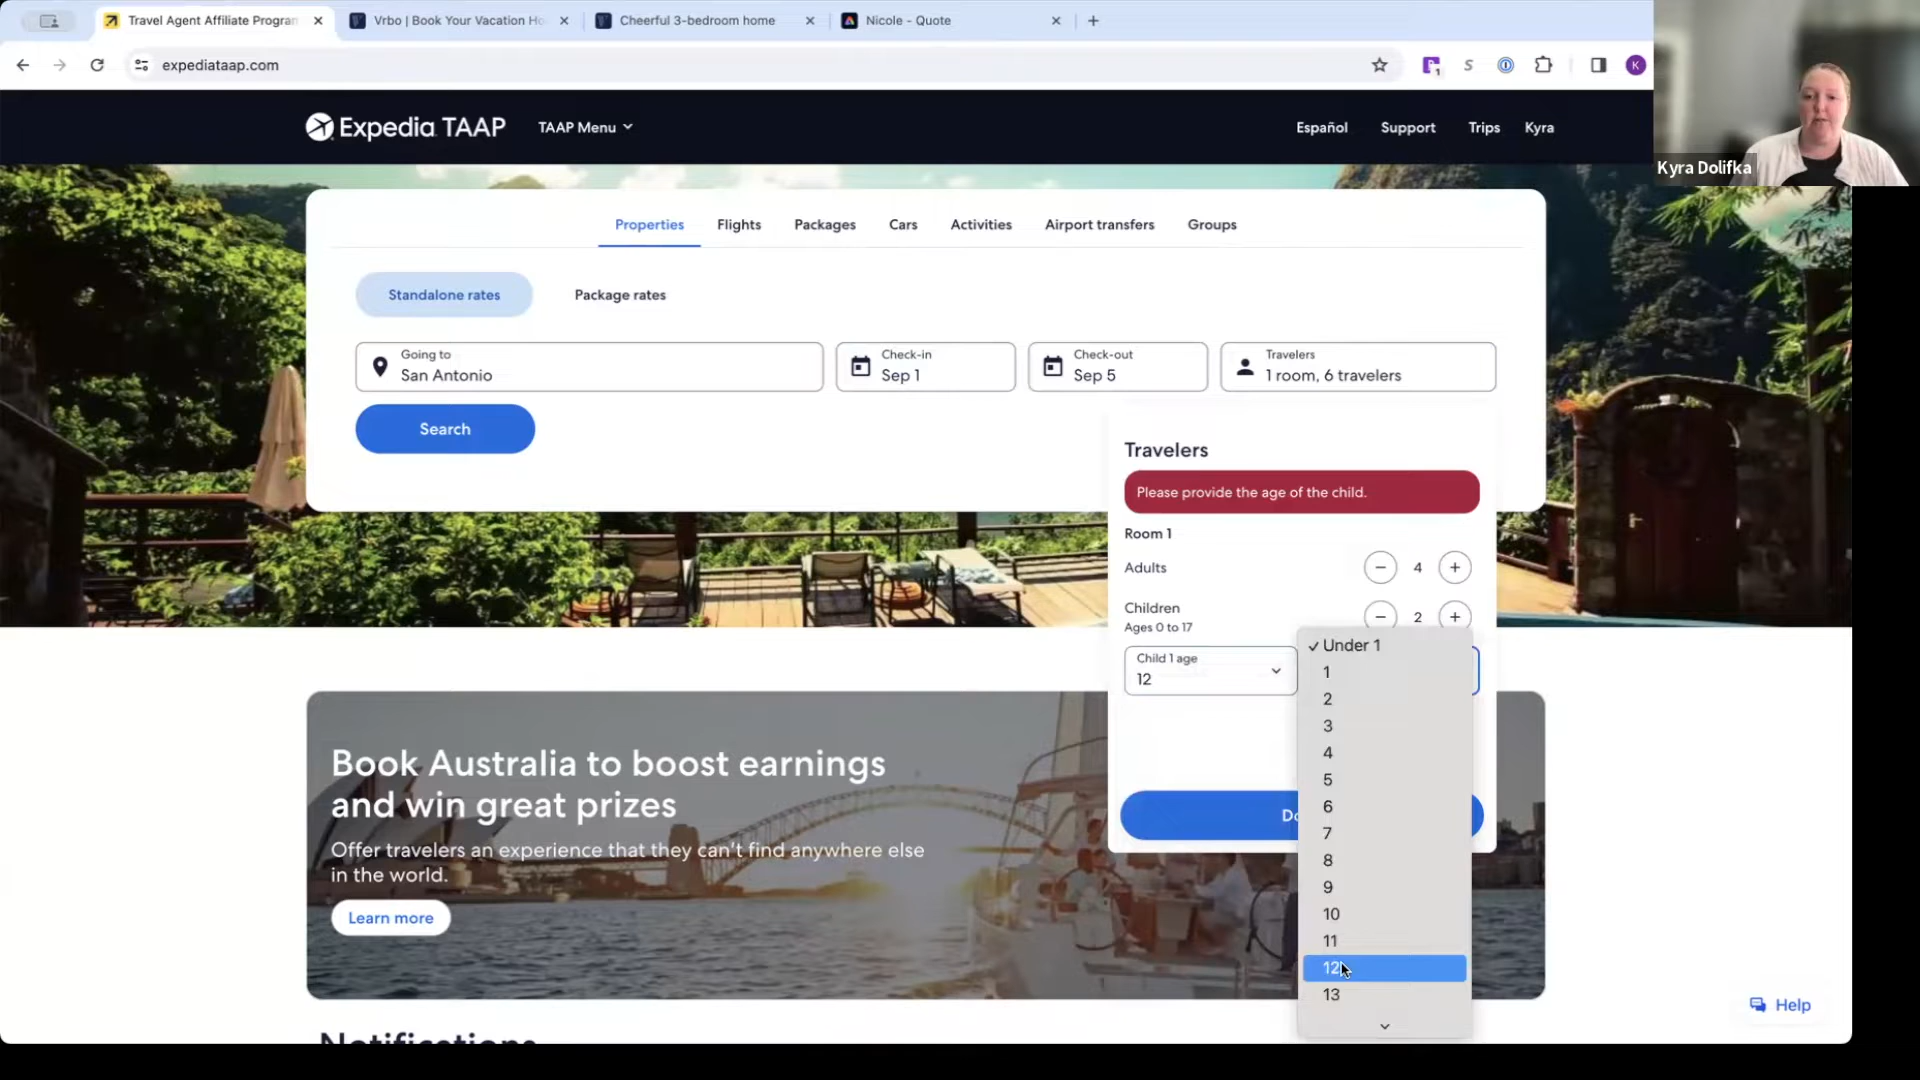 Travel Agent Affiliate Program
Vrbo | Book Your Vacation Ho
Cheerful 3-bedroom home
Nicole - Quote
expediataap.com
1
S
K
Kyra Dolifka
Expedia TAAP
TAAP Menu
Español
Support
Trips
Kyra
Properties
Flights
Packages
Cars
Activities
Airport transfers
Groups
Standalone rates
Package rates
Going to
San Antonio
Check-in
Sep 1
Check-out
Sep 5
Travelers
1 room, 6 travelers
Search
Travelers
Please provide the age of the child.
Room 1
Adults
4
Children
Ages 0 to 17
2
Child 1 age
12
✓ Under 1
1
2
3
4
5
6
7
8
9
10
11
12
13
Do
Book Australia to boost earnings
and win great prizes
Offer travelers an experience that they can't find anywhere else
in the world.
Learn more
Help
Notifications